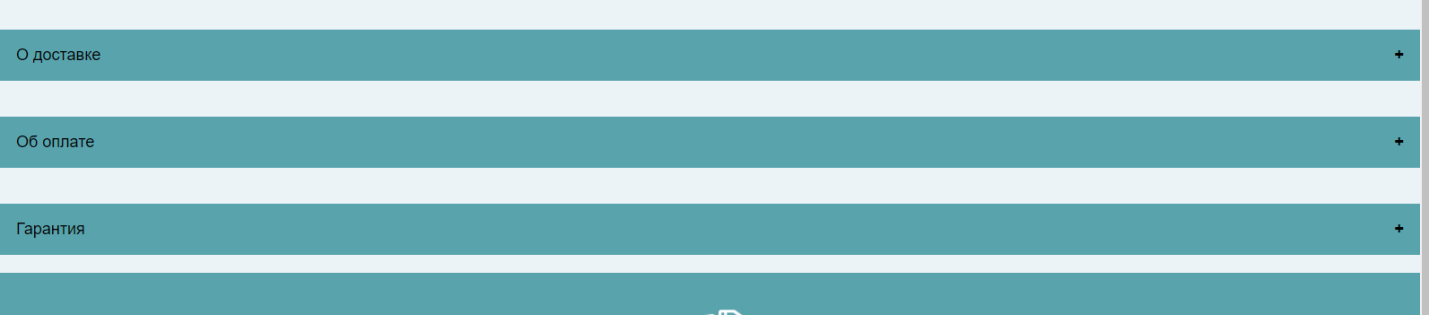 О доставке +
Об оплате +
Гарантия +